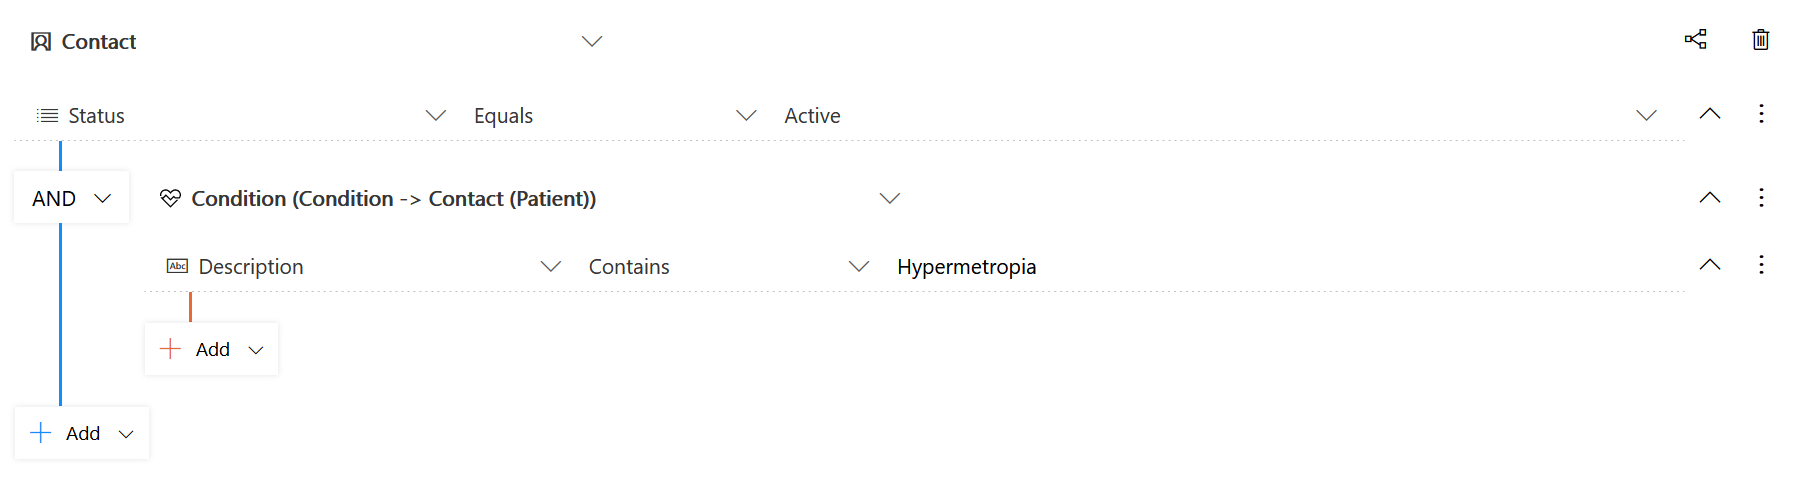 Contact
Status Equals Active
AND Condition (Condition -> Contact (Patient))
Abc Description Contains Hypermetropia
Add
Add